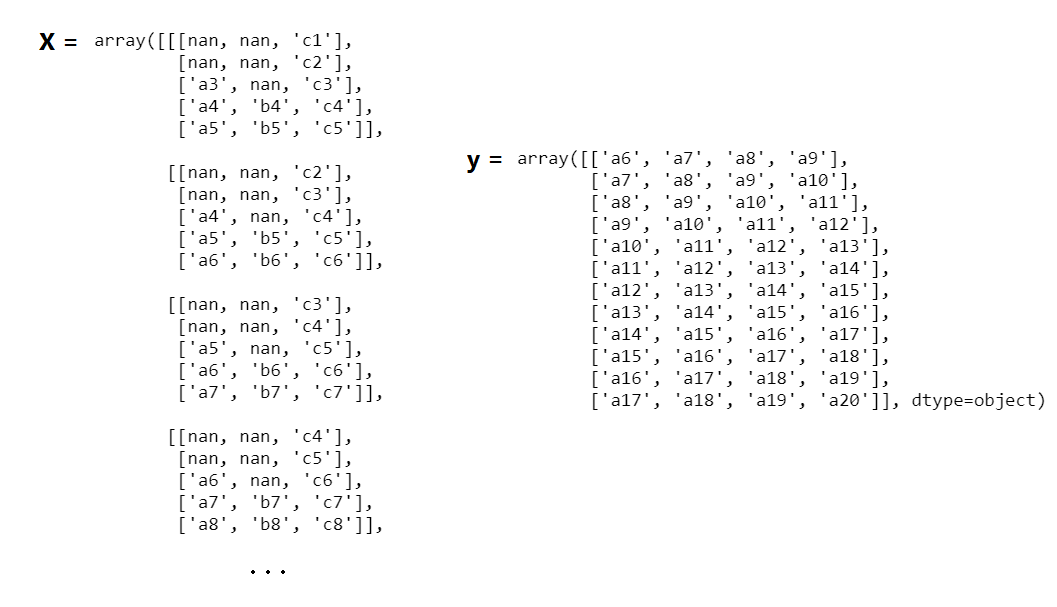 X = array([[[nan, nan, 'c1'],
[nan, nan, 'c2'],
['a3', nan, 'c3'],
['a4', 'b4', 'c4'],
['a5', 'b5', 'c5']],
[[nan, nan, 'c2'],
[nan, nan, 'c3'],
['a4', nan, 'c4'],
['a5', 'b5', 'c5'],
['a6', 'b6', 'c6']],
[[nan, nan, 'c3'],
[nan, nan, 'c4'],
['a5', nan, 'c5'],
['a6', 'b6', 'c6'],
['a7', 'b7', 'c7']],
[[nan, nan, 'c4'],
[nan, nan, 'c5'],
['a6', nan, 'c6'],
['a7', 'b7', 'c7'],
['a8', 'b8', 'c8']],
...
y = array([['a6', 'a7', 'a8', 'a9'],
['a7', 'a8', 'a9', 'a10'],
['a8', 'a9', 'a10', 'a11'],
['a9', 'a10', 'a11', 'a12'],
['a10', 'a11', 'a12', 'a13'],
['a11', 'a12', 'a13', 'a14'],
['a12', 'a13', 'a14', 'a15'],
['a13', 'a14', 'a15', 'a16'],
['a14', 'a15', 'a16', 'a17'],
['a15', 'a16', 'a17', 'a18'],
['a16', 'a17', 'a18', 'a19'],
['a17', 'a18', 'a19', 'a20']], dtype=object)